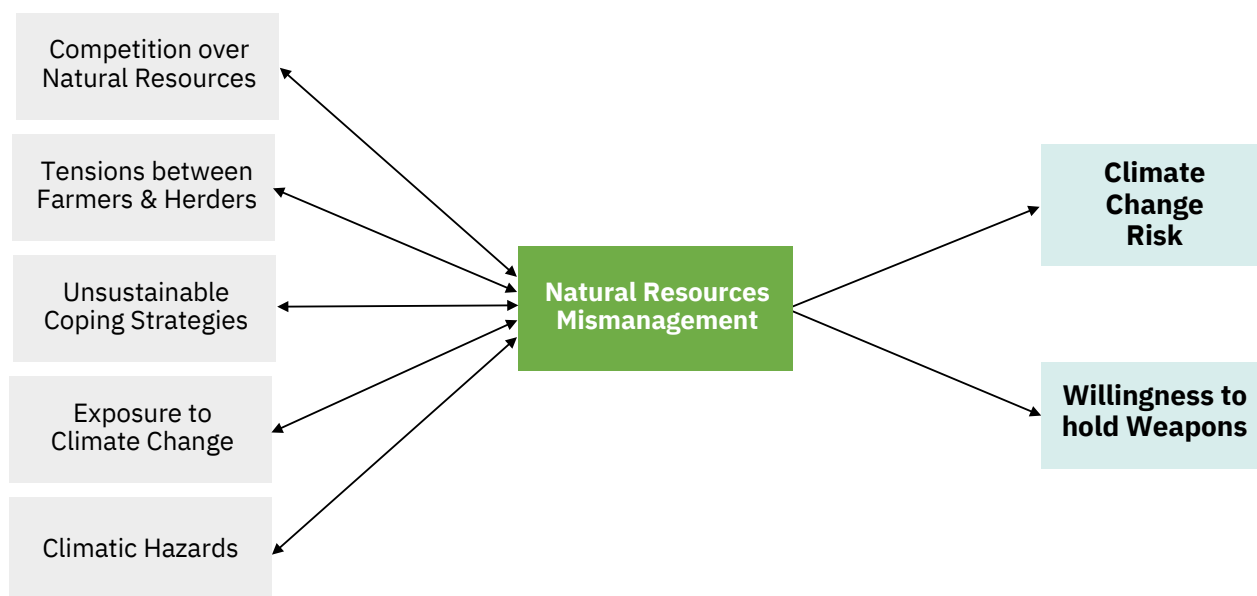 Competition over
Natural Resources
Tensions between
Farmers & Herders
Unsustainable
Coping Strategies
Exposure to
Climate Change
Climatic Hazards
Natural Resources
Mismanagement
Climate
Change
Risk
Willingness to
hold Weapons